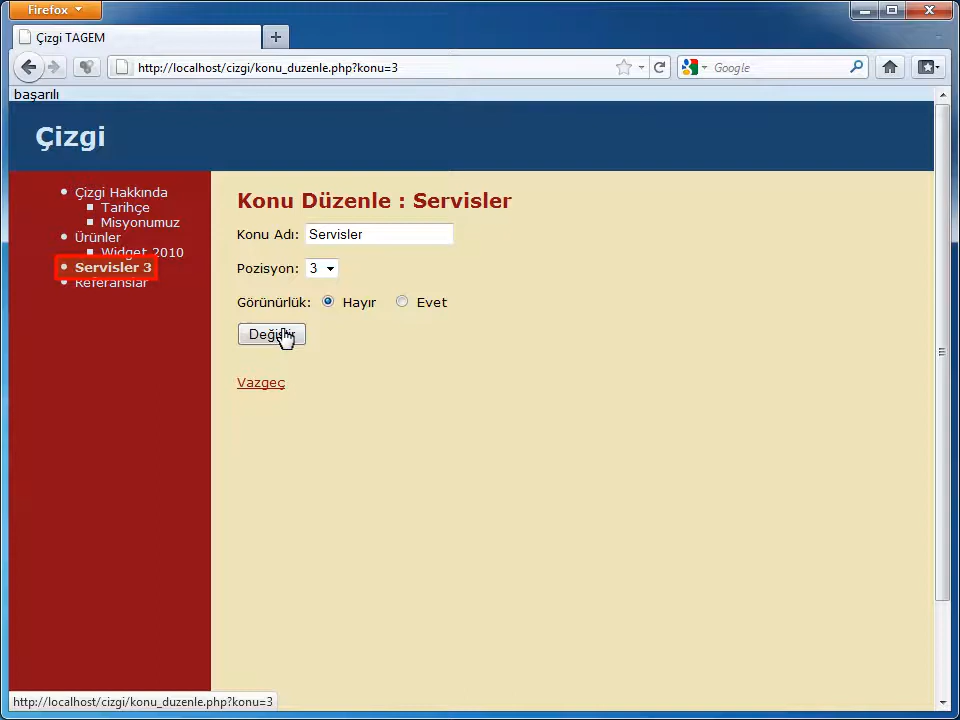 Firefox
Çizgi TAGEM
http://localhost/cizgi/konu_duzenle.php?konu=3
Google
başarılı
Çizgi
Çizgi Hakkında
Tarihçe
Misyonumuz
Ürünler
Widget 2010
Servisler 3
Referanslar
Konu Düzenle : Servisler
Konu Adı: Servisler
Pozisyon: 3
Görünürlük: Hayır Evet
Değiştir
Vazgeç
http://localhost/cizgi/konu_duzenle.php?konu=3